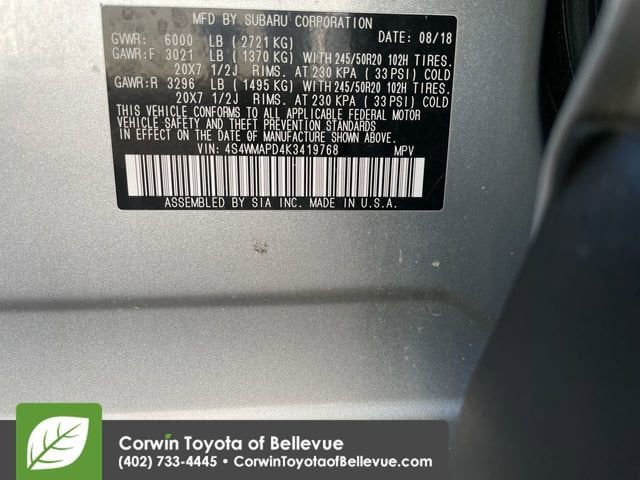 MFD BY SUBARU CORPORATION
GVWR: 6000 LB ( 2721 KG) DATE: 08/18
GAWR:F 3021 LB ( 1370 KG) WITH 245/50R20 102H TIRES.
20X7 1/2J RIMS. AT 230 KPA ( 33 PSI) COLD
GAWR:R 3296 LB ( 1495 KG) WITH 245/50R20 102H TIRES.
20X7 1/2J RIMS. AT 230 KPA ( 33 PSI) COLD
THIS VEHICLE CONFORMS TO ALL APPLICABLE FEDERAL MOTOR
VEHICLE SAFETY AND THEFT PREVENTION STANDARDS
IN EFFECT ON THE DATE OF MANUFACTURE SHOWN ABOVE.
VIN: 4S4WMAPD4K3419768 MPV
ASSEMBLED BY SIA INC. MADE IN U.S.A.
Corwin Toyota of Bellevue
(402) 733-4445 • CorwinToyotaofBellevue.com